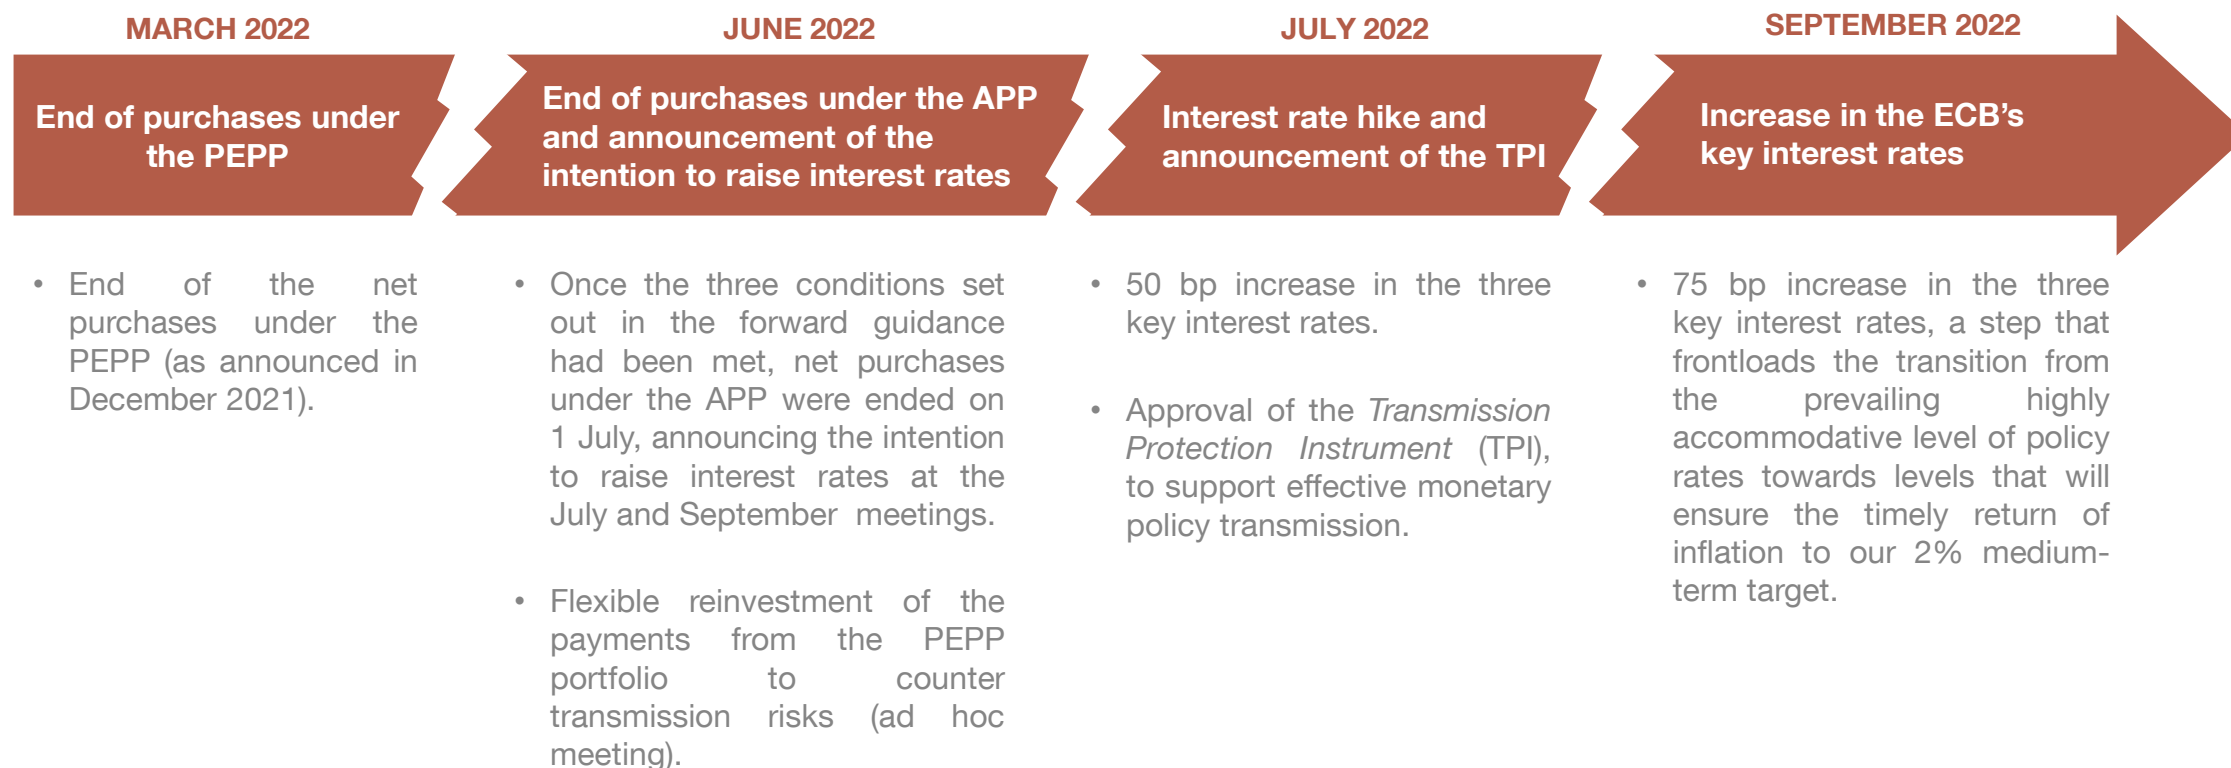 MARCH 2022
End of purchases under
the PEPP
• End of the net
purchases under the
PEPP (as announced in
December 2021).
JUNE 2022
End of purchases under the APP
and announcement of the
intention to raise interest rates
• Once the three conditions set
out in the forward guidance
had been met, net purchases
under the APP were ended on
1 July, announcing the intention
to raise interest rates at the
July and September meetings.
• Flexible reinvestment of the
payments from the PEPP
portfolio to counter
transmission risks (ad hoc
meeting).
JULY 2022
Interest rate hike and
announcement of the TPI
• 50 bp increase in the three
key interest rates.
• Approval of the Transmission
Protection Instrument (TPI),
to support effective monetary
policy transmission.
SEPTEMBER 2022
Increase in the ECB’s
key interest rates
• 75 bp increase in the three
key interest rates, a step that
frontloads the transition from
the prevailing highly
accommodative level of policy
rates towards levels that will
ensure the timely return of
inflation to our 2% medium-
term target.